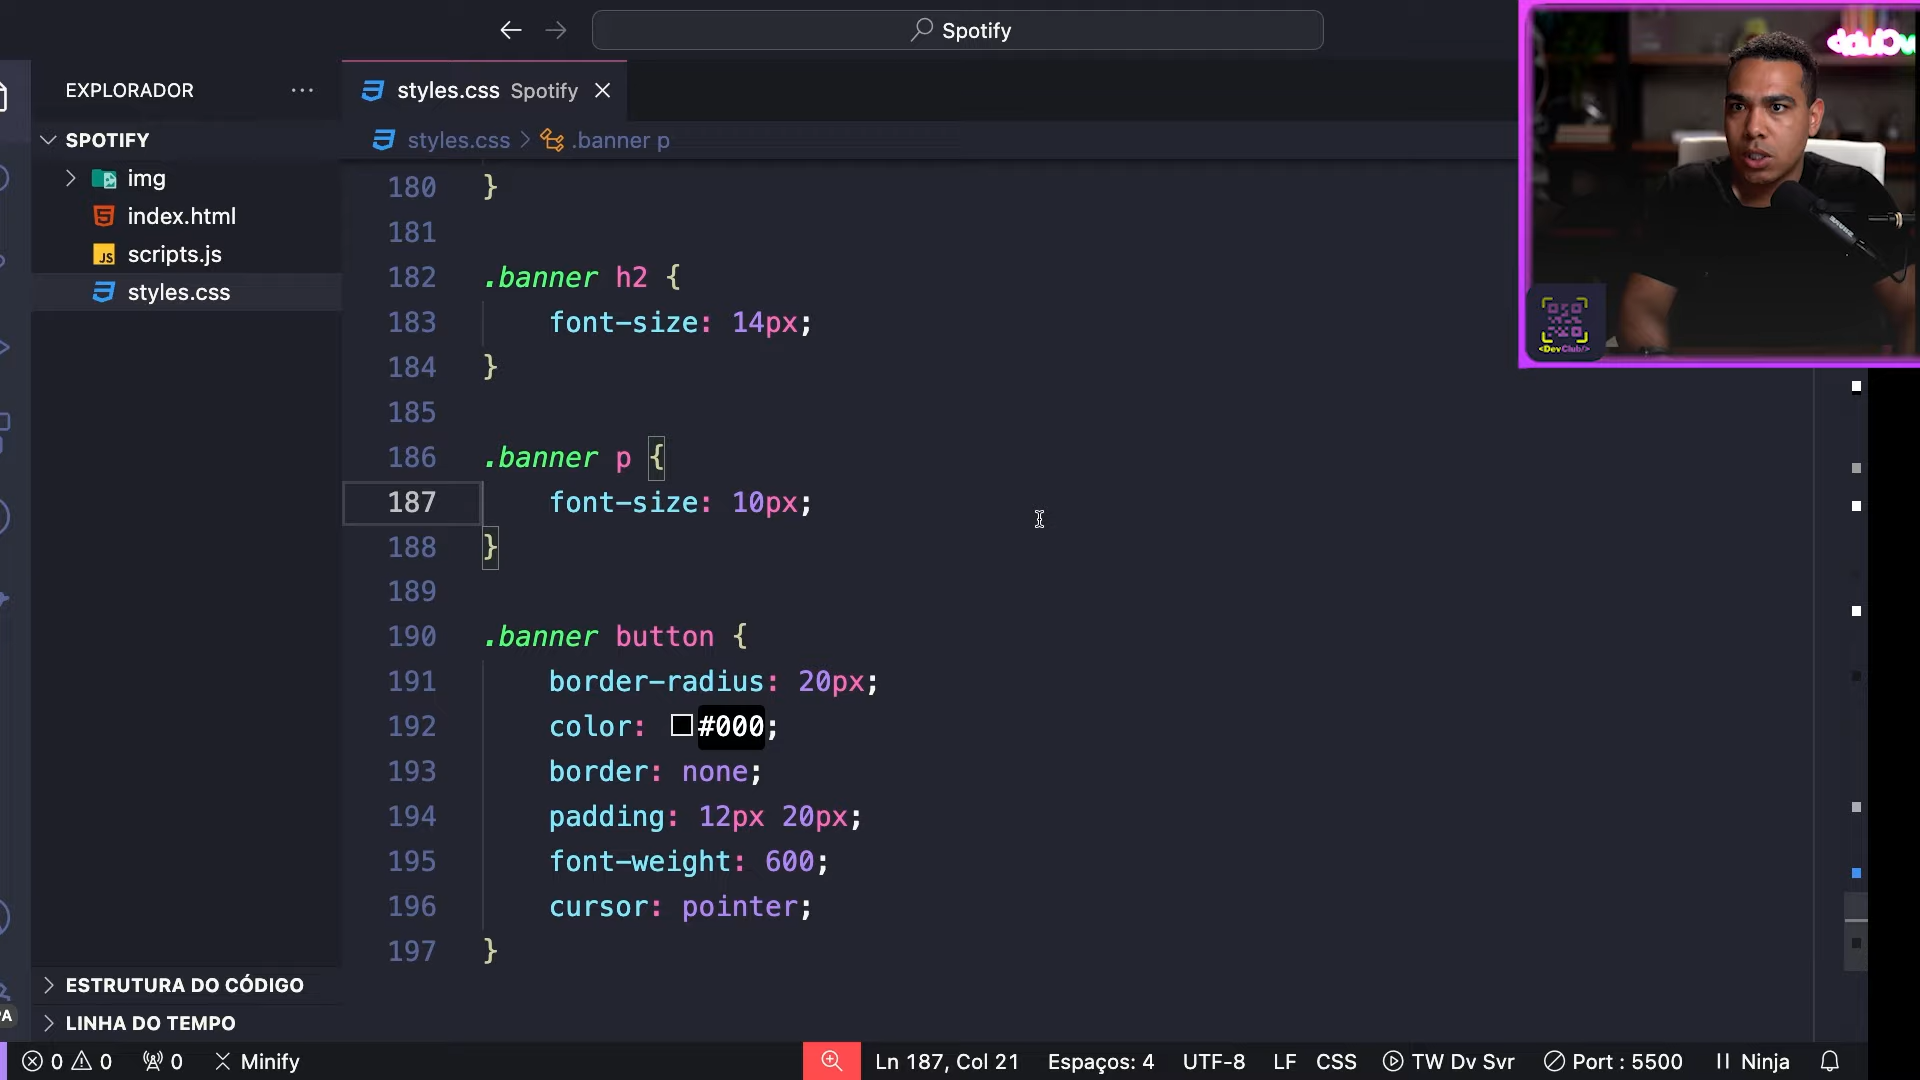 Spotify
EXPLORADOR ···
styles.css Spotify
SPOTIFY
styles.css > .banner p
img
index.html
scripts.js
styles.css
180 }
181
182 .banner h2 {
183 font-size: 14px;
184 }
185
186 .banner p {
187 font-size: 10px;
188 }
189
190 .banner button {
191 border-radius: 20px;
192 color: #000;
193 border: none;
194 padding: 12px 20px;
195 font-weight: 600;
196 cursor: pointer;
197 }
<DevClub/>
ESTRUTURA DO CÓDIGO
LINHA DO TEMPO
0 0 0 Minify Ln 187, Col 21 Espaços: 4 UTF-8 LF CSS TW Dv Svr Port : 5500 Ninja